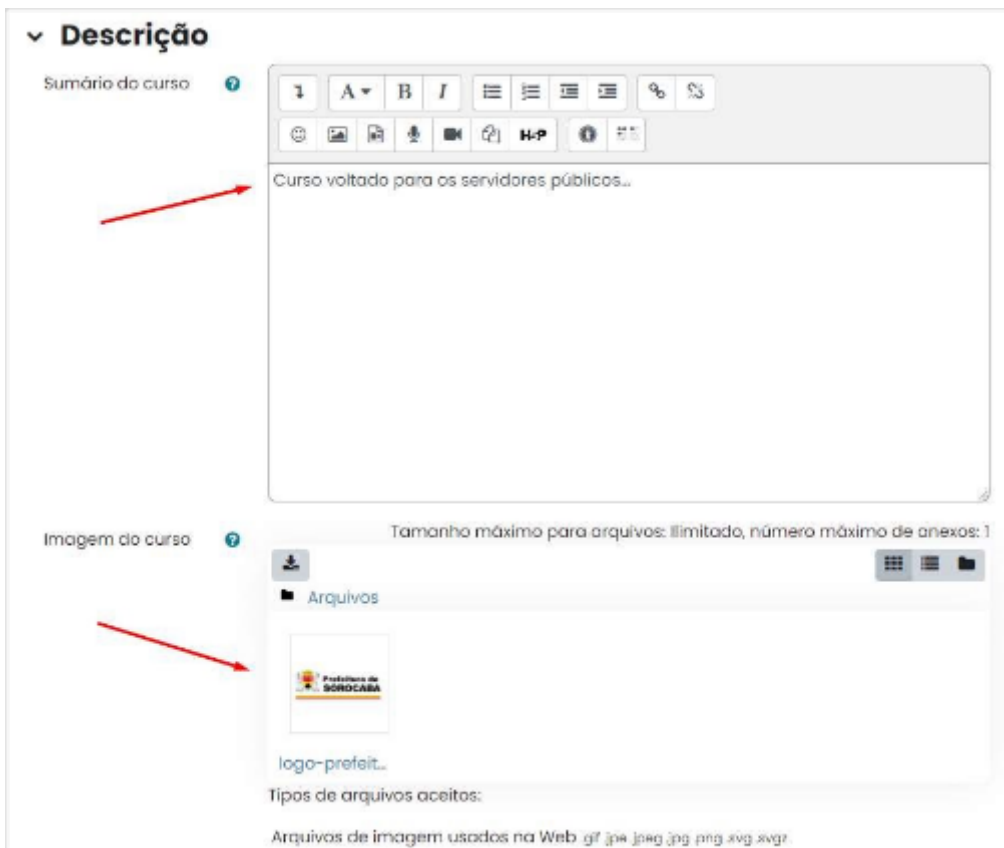 Descrição
Sumário do curso
A B I
H-P
Curso voltado para os servidores públicos...
Imagem do curso
Tamanho máximo para arquivos: Ilimitado, número máximo de anexos: 1
Arquivos
Prefeitura de
SOROCABA
logo-prefeit...
Tipos de arquivos aceitos:
Arquivos de imagem usados na Web .gif .jpe .jpeg .jpg .png .svg .svgz